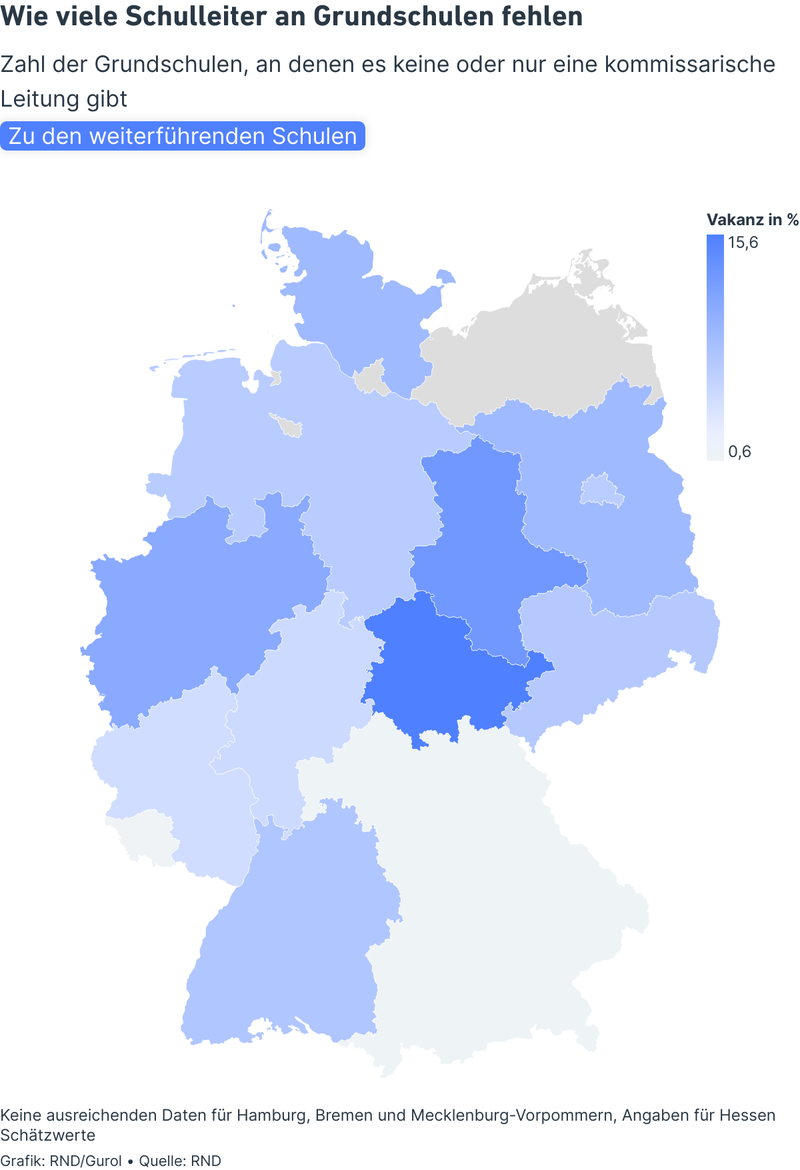 Wie viele Schulleiter an Grundschulen fehlen
Zahl der Grundschulen, an denen es keine oder nur eine kommissarische
Leitung gibt
Zu den weiterführenden Schulen
Vakanz in %
15,6
0,6
Keine ausreichenden Daten für Hamburg, Bremen und Mecklenburg-Vorpommern, Angaben für Hessen
Schätzwerte
Grafik: RND/Gurol • Quelle: RND